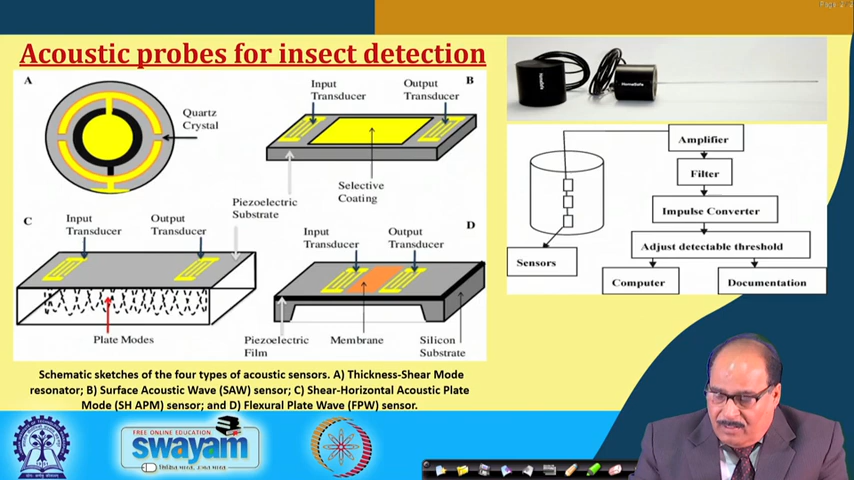 Acoustic probes for insect detection
A
Quartz
Crystal
Input
Transducer
Output
Transducer
B
Piezoelectric
Substrate
Selective
Coating
C
Input
Transducer
Output
Transducer
Plate Modes
D
Input
Transducer
Output
Transducer
Piezoelectric
Film
Membrane
Silicon
Substrate
Schematic sketches of the four types of acoustic sensors. A) Thickness-Shear Mode
resonator; B) Surface Acoustic Wave (SAW) sensor; C) Shear-Horizontal Acoustic Plate
Mode (SH APM) sensor; and D) Flexural Plate Wave (FPW) sensor.
Amplifier
Filter
Impulse Converter
Adjust detectable threshold
Sensors
Computer
Documentation
FREE ONLINE EDUCATION
swayam